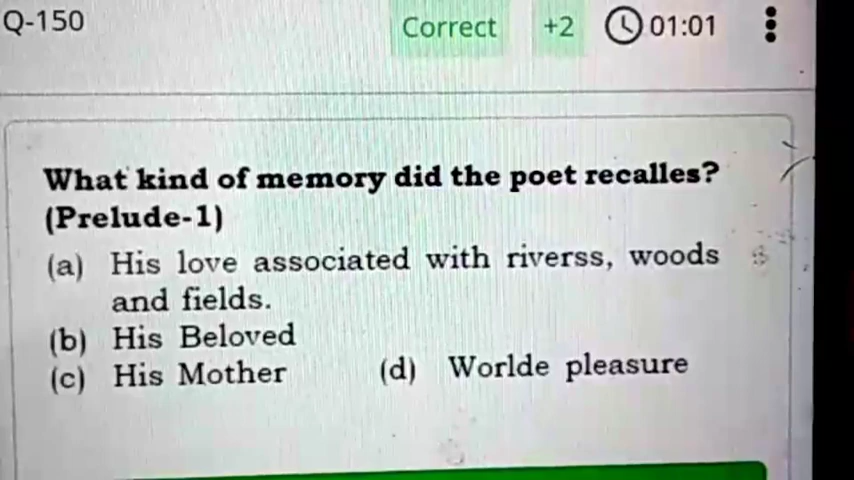 Q-150 Correct +2 01:01
What kind of memory did the poet recalles?
(Prelude-1)
(a) His love associated with riverss, woods
and fields.
(b) His Beloved
(c) His Mother (d) Worlde pleasure